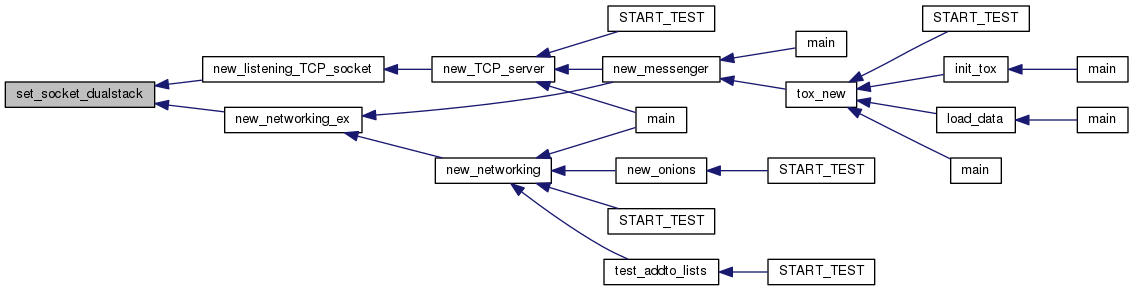 START_TEST
START_TEST
main
new_listening_TCP_socket
new_TCP_server
new_messenger
init_tox
main
set_socket_dualstack
tox_new
new_networking_ex
main
load_data
main
new_networking
new_onions
START_TEST
main
START_TEST
test_addto_lists
START_TEST